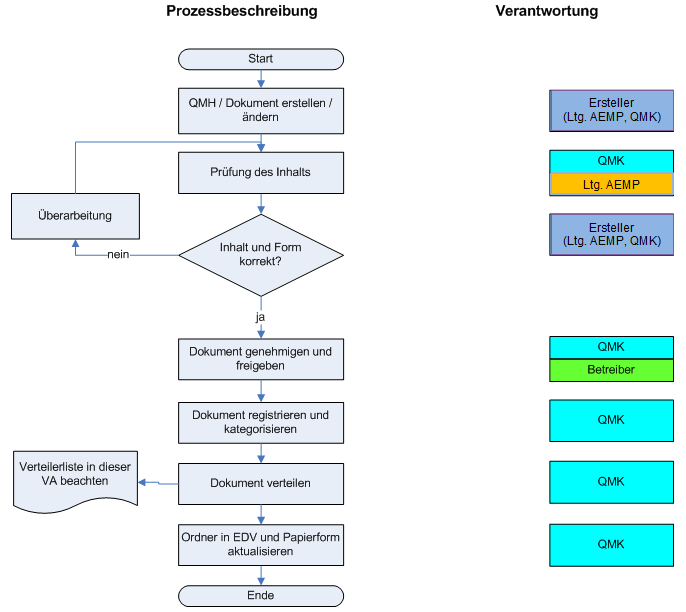 Prozessbeschreibung
Verantwortung
Start
QMH / Dokument erstellen /
ändern
Ersteller
(Ltg. AEMP, QMK)
Prüfung des Inhalts
QMK
Ltg. AEMP
Überarbeitung
Inhalt und Form
korrekt?
Ersteller
(Ltg. AEMP, QMK)
nein
ja
Dokument genehmigen und
freigeben
QMK
Betreiber
Dokument registrieren und
kategorisieren
QMK
Verteilerliste in dieser
VA beachten
Dokument verteilen
QMK
Ordner in EDV und Papierform
aktualisieren
QMK
Ende